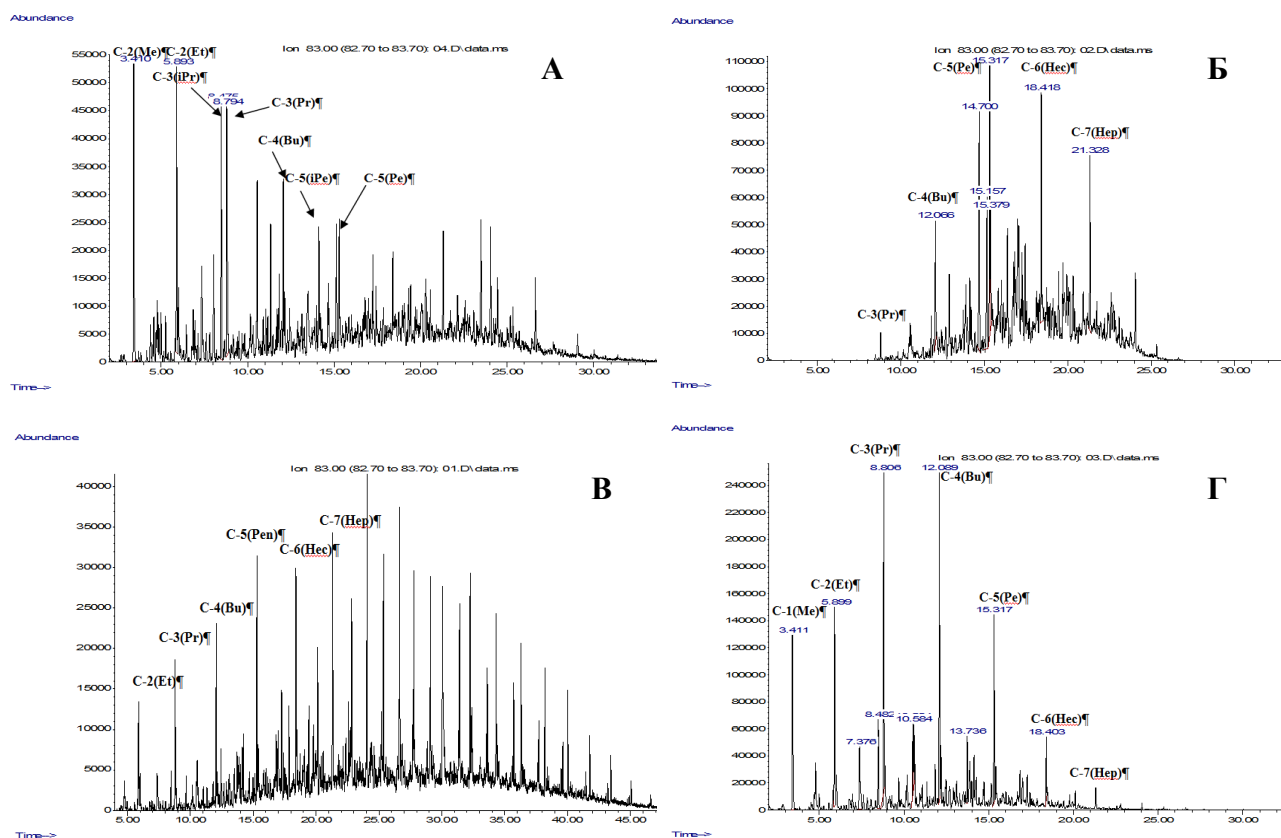 Abundance
Ion 83.00 (82.70 to 83.70): 04.D\data.ms
А
C-2(Me)¶ C-2(Et)¶
3.410 5.893
C-3(iPr)¶
8.794
C-3(Pr)¶
C-4(Bu)¶
C-5(iPe)¶ C-5(Pe)¶
55000
50000
45000
40000
35000
30000
25000
20000
15000
10000
5000
0
5.00 10.00 15.00 20.00 25.00 30.00
Time-->
Abundance
Ion 83.00 (82.70 to 83.70): 02.D\data.ms
Б
15.317
C-5(Pe)¶ C-6(Hec)¶
18.418
14.700
C-7(Hep)¶
21.328
15.157
15.379
C-4(Bu)¶
12.066
C-3(Pr)¶
110000
100000
90000
80000
70000
60000
50000
40000
30000
20000
10000
0
5.00 10.00 15.00 20.00 25.00 30.00
Time-->
Abundance
Ion 83.00 (82.70 to 83.70): 01.D\data.ms
В
C-7(Hep)¶
C-5(Pen)¶
C-6(Hec)¶
C-4(Bu)¶
C-3(Pr)¶
C-2(Et)¶
40000
35000
30000
25000
20000
15000
10000
5000
0
5.00 10.00 15.00 20.00 25.00 30.00 35.00 40.00 45.00
Time-->
Abundance
Ion 83.00 (82.70 to 83.70): 03.D\data.ms
Г
C-3(Pr)¶
8.806 12.089
C-4(Bu)¶
C-2(Et)¶
5.899
C-1(Me)¶
3.411
C-5(Pe)¶
15.317
8.482
10.584
7.376
13.736
C-6(Hec)¶
18.403
C-7(Hep)¶
240000
220000
200000
180000
160000
140000
120000
100000
80000
60000
40000
20000
0
5.00 10.00 15.00 20.00 25.00 30.00
Time-->